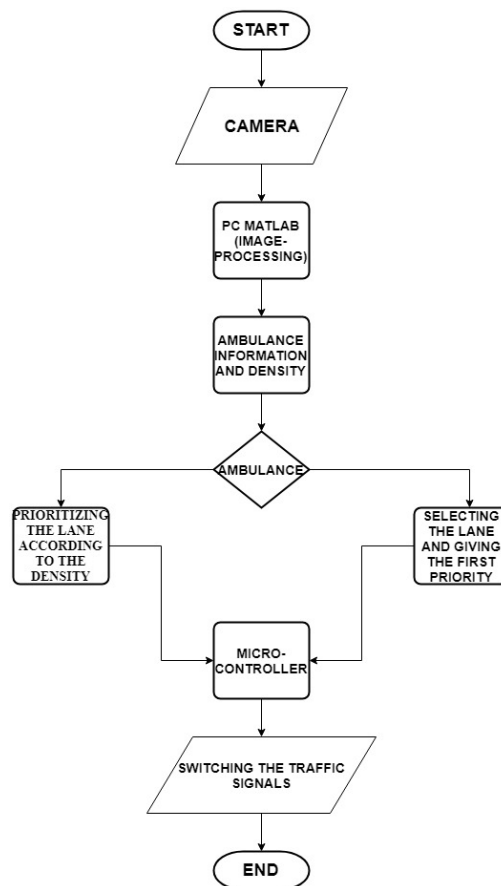 START
CAMERA
PC MATLAB
(IMAGE-
PROCESSING)
AMBULANCE
INFORMATION
AND DENSITY
AMBULANCE
PRIORITIZING
THE LANE
ACCORDING
TO THE
DENSITY
SELECTING
THE LANE
AND GIVING
THE FIRST
PRIORITY
MICRO-
CONTROLLER
SWITCHING THE TRAFFIC
SIGNALS
END